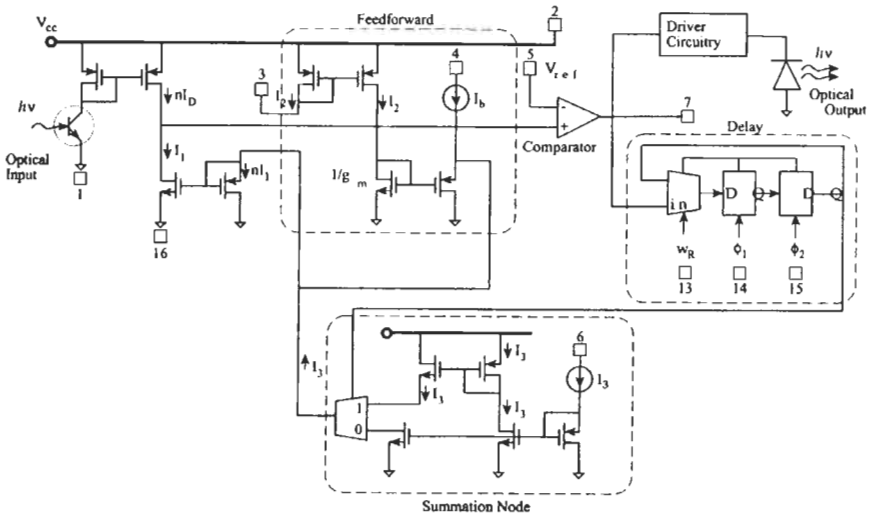 Feedforward
Vcc
2
3
4
5
Vref
Driver Circuitry
hν
Optical Output
hν
nID
I2
I2
Ib
-
+
Comparator
7
Delay
Optical Input
1
I1
nI1
1/gm
16
in
D
Q
D
Q
wR
ϕ1
ϕ2
13
14
15
I3
I3
6
I3
I3
I3
1
0
Summation Node